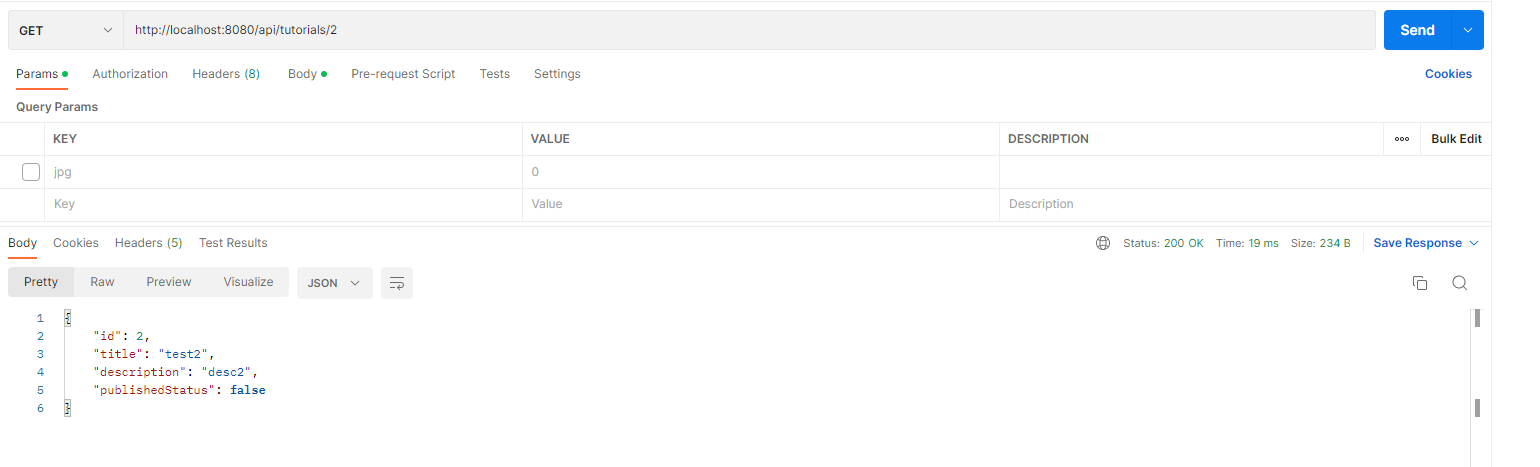 GET http://localhost:8080/api/tutorials/2 Send
Params Authorization Headers (8) Body Pre-request Script Tests Settings Cookies
Query Params
KEY VALUE DESCRIPTION Bulk Edit
jpg 0
Key Value Description
Body Cookies Headers (5) Test Results Status: 200 OK Time: 19 ms Size: 234 B Save Response
Pretty Raw Preview Visualize JSON
1 {
2 "id": 2,
3 "title": "test2",
4 "description": "desc2",
5 "publishedStatus": false
6 }